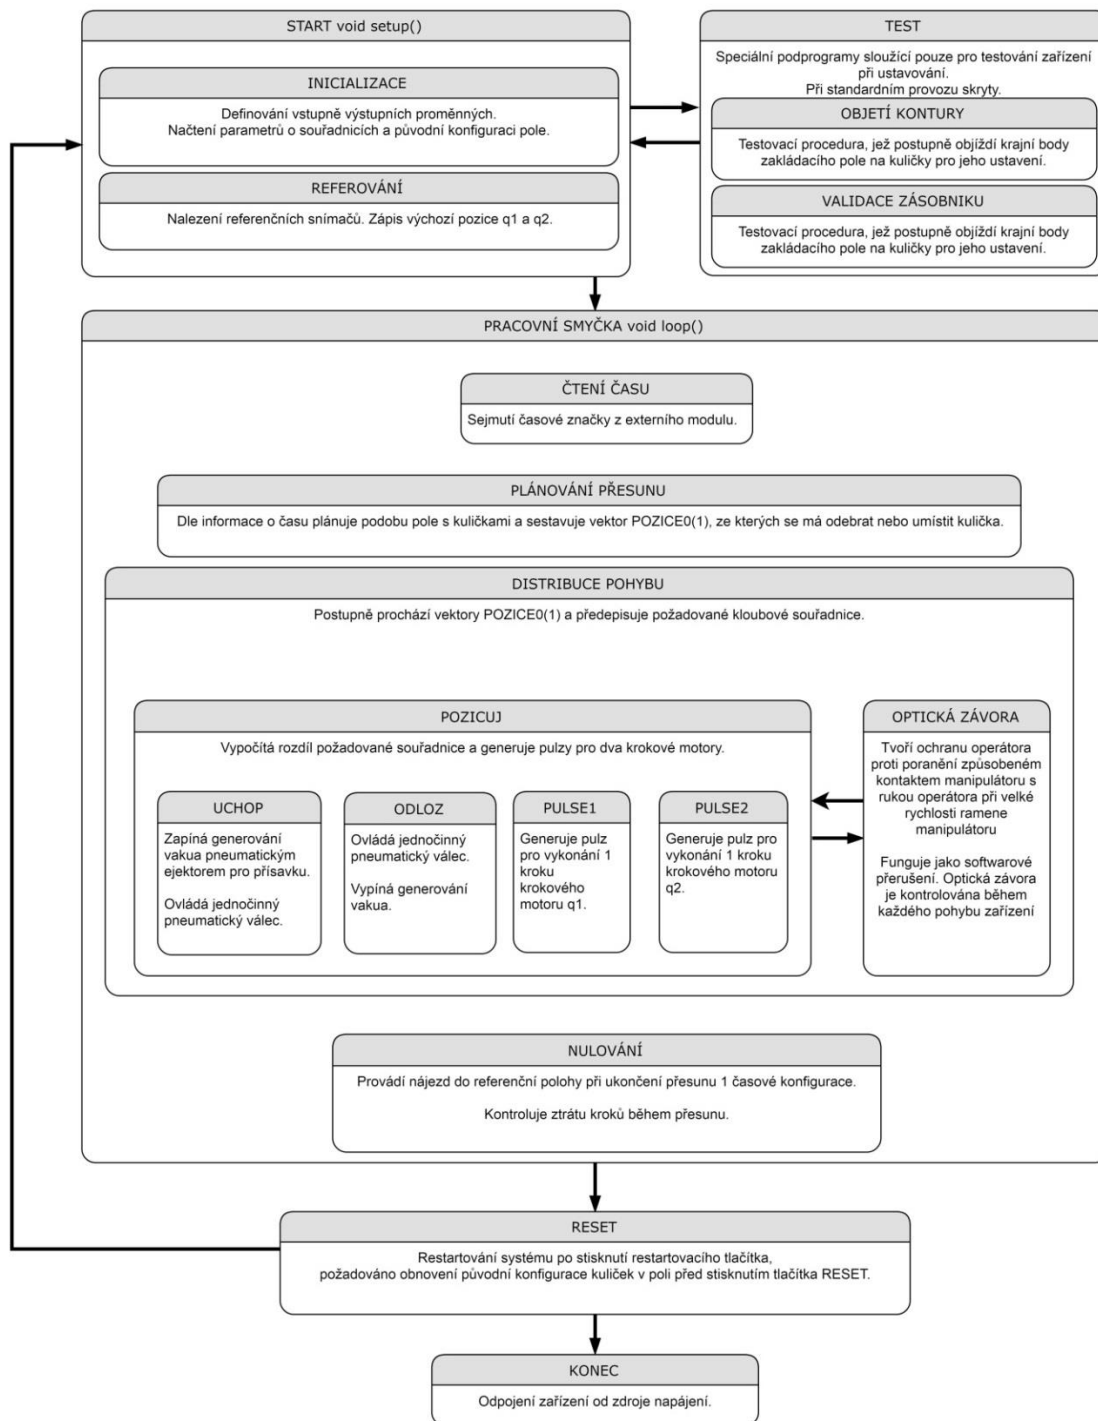 START void setup()
INICIALIZACE
Definování vstupně výstupních proměnných.
Načtení parametrů o souřadnicích a původní konfiguraci pole.
REFEROVÁNÍ
Nalezení referenčních snímačů. Zápis výchozí pozice q1 a q2.
TEST
Speciální podprogramy sloužící pouze pro testování zařízení
při ustavování.
Při standardním provozu skryty.
OBJETÍ KONTURY
Testovací procedura, jež postupně objíždí krajní body
zakládacího pole na kuličky pro jeho ustavení.
VALIDACE ZÁSOBNIKU
Testovací procedura, jež postupně objíždí krajní body
zakládacího pole na kuličky pro jeho ustavení.
PRACOVNÍ SMYČKA void loop()
ČTENÍ ČASU
Sejmutí časové značky z externího modulu.
PLÁNOVÁNÍ PŘESUNU
Dle informace o času plánuje podobu pole s kuličkami a sestavuje vektor POZICE0(1), ze kterých se má odebrat nebo umístit kulička.
DISTRIBUCE POHYBU
Postupně prochází vektory POZICE0(1) a předepisuje požadované kloubové souřadnice.
POZICUJ
Vypočítá rozdíl požadované souřadnice a generuje pulzy pro dva krokové motory.
UCHOP
Zapíná generování
vakua pneumatickým
ejektorem pro přísavku.
Ovládá jednočinný
pneumatický válec.
ODLOZ
Ovládá jednočinný
pneumatický válec.
Vypíná generování
vakua.
PULSE1
Generuje pulz
pro vykonání 1
kroku
krokového
motoru q1.
PULSE2
Generuje pulz pro
vykonání 1 kroku
krokového motoru
q2.
OPTICKÁ ZÁVORA
Tvoří ochranu operátora
proti poranění způsobeném
kontaktem manipulátoru s
rukou operátora při velké
rychlosti ramene
manipulátoru
Funguje jako softwarové
přerušení. Optická závora
je kontrolována během
každého pohybu zařízení
NULOVÁNÍ
Provádí nájezd do referenční polohy při ukončení přesunu 1 časové konfigurace.
Kontroluje ztrátu kroků během přesunu.
RESET
Restartování systému po stisknutí restartovacího tlačítka,
požadováno obnovení původní konfigurace kuliček v poli před stisknutím tlačítka RESET.
KONEC
Odpojení zařízení od zdroje napájení.